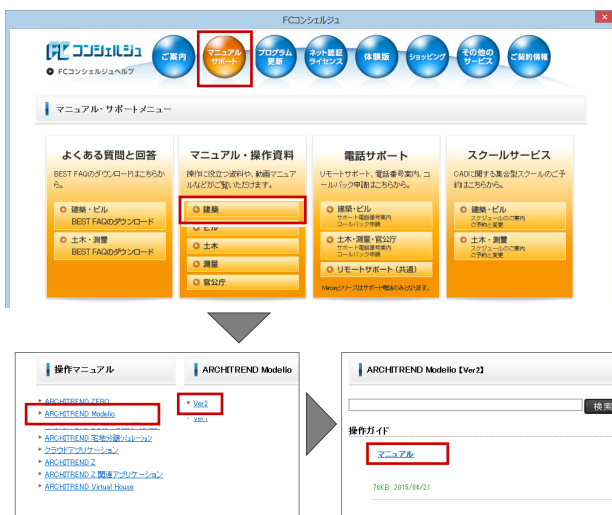 FCコンシェルジュ
×
FC コンシェルジュ
FCコンシェルジュヘルプ
ご案内
マニュアル
サポート
プログラム
更新
ネット認証
ライセンス
体験版
ショッピング
その他の
サービス
ご契約情報
マニュアル・サポートメニュー
よくある質問と回答
BEST FAQのダウンロードはこちらか
ら。
建築・ビル
BEST FAQのダウンロード
土木・測量
BEST FAQのダウンロード
マニュアル・操作資料
操作に役立つ資料や、動画マニュア
ルなどがご覧いただけます。
建築
ビル
土木
測量
官公庁
電話サポート
リモートサポート、電話番号案内、コ
ールバック申請はこちらから。
建築・ビル
サポート電話番号案内
コールバック申請
土木・測量・官公庁
サポート電話番号案内
コールバック申請
リモートサポート（共通）
スクールサービス
CADに関する集合型スクールのご予
約はこちらから。
建築・ビル
スケジュールのご案内
ご予約と変更
土木・測量
スケジュールのご案内
ご予約と変更
操作マニュアル
ARCHITREND ZERO
ARCHITREND Modelio
ARCHITREND 宅地分譲シミュレーション
クラウドアプリケーション
ARCHITREND Z
ARCHITREND Z 関連アプリケーション
ARCHITREND Virtual House
ARCHITREND Modelio
Ver2
Ver1
ARCHITREND Modelio【Ver2】
検索
操作ガイド
マニュアル
76KB 2015/04/21